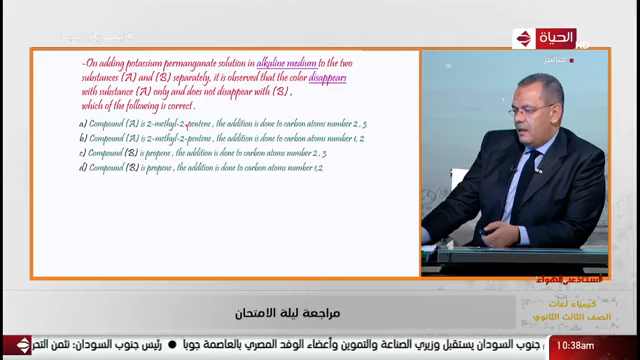 الحياة
HD
مباشر
~On adding potassium permanganate solution in alkaline medium to the two
substances (A) and (B) separately, it is observed that the color disappears
with substance (A) only and does not disappear with (B) ,
which of the following is correct .
a) Compound (A) is 2-methyl-2-pentene , the addition is done to carbon atoms number 2 , 3
b) Compound (A) is 2-methyl-2-pentene , the addition is done to carbon atoms number 1, 2
c) Compound (B) is propene , the addition is done to carbon atoms number 2 , 3
d) Compound (B) is propene , the addition is done to carbon atoms number 1,2
#أستاذ_على_الهواء
كيمياء لغات
الصف الثالث الثانوي
مراجعة ليلة الامتحان
جنوب السودان يستقبل وزيري الصناعة والتموين وأعضاء الوفد المصري بالعاصمة جوبا
رئيس جنوب السودان: نثمن التحر
10:38am